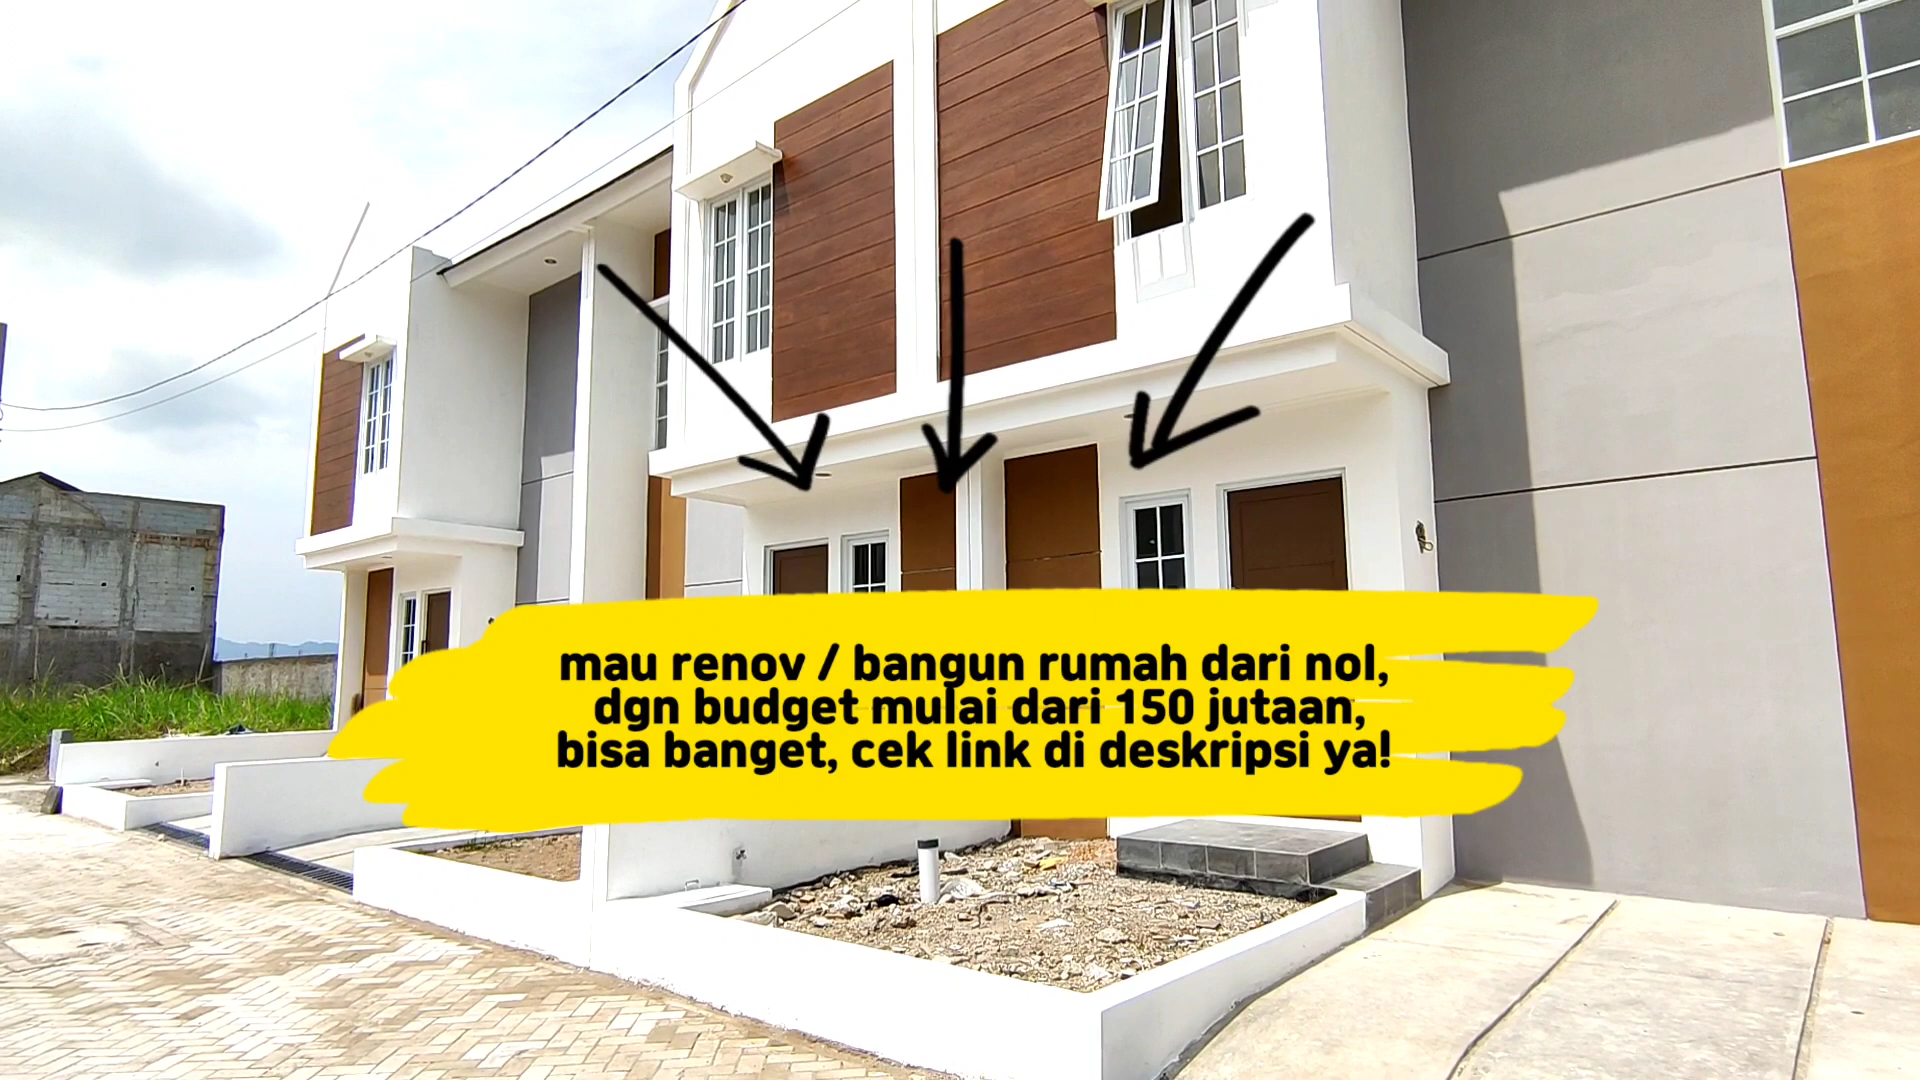 mau renov / bangun rumah dari nol,
dgn budget mulai dari 150 jutaan,
bisa banget, cek link di deskripsi ya!